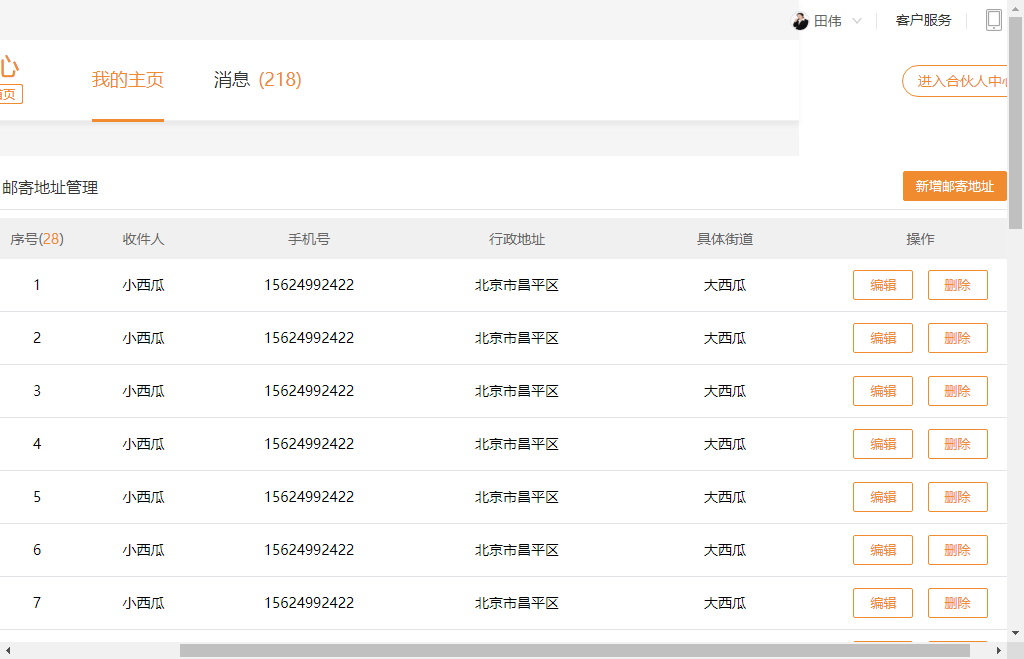 田伟 客户服务
心 我的主页 消息 (218) 进入合伙人中心
首页
邮寄地址管理 新增邮寄地址
序号(28) 收件人 手机号 行政地址 具体街道 操作
1 小西瓜 15624992422 北京市昌平区 大西瓜 编辑 删除
2 小西瓜 15624992422 北京市昌平区 大西瓜 编辑 删除
3 小西瓜 15624992422 北京市昌平区 大西瓜 编辑 删除
4 小西瓜 15624992422 北京市昌平区 大西瓜 编辑 删除
5 小西瓜 15624992422 北京市昌平区 大西瓜 编辑 删除
6 小西瓜 15624992422 北京市昌平区 大西瓜 编辑 删除
7 小西瓜 15624992422 北京市昌平区 大西瓜 编辑 删除